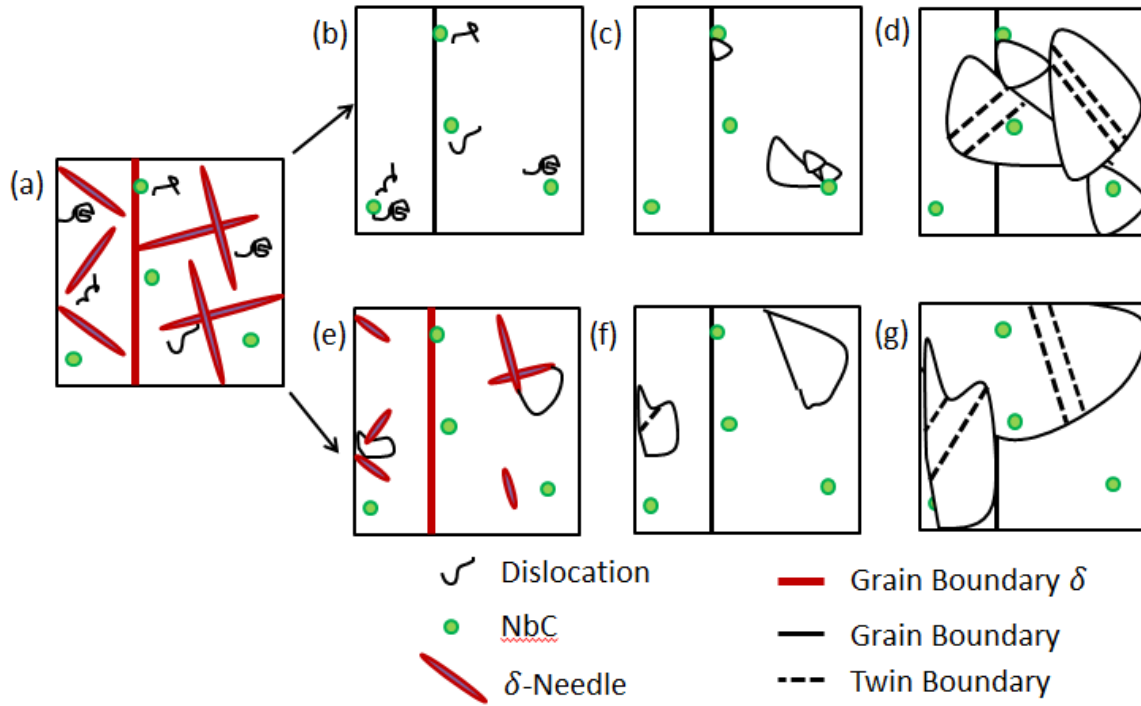 (a)
(b)
(c)
(d)
(e)
(f)
(g)
Dislocation
NbC
δ-Needle
Grain Boundary δ
Grain Boundary
Twin Boundary